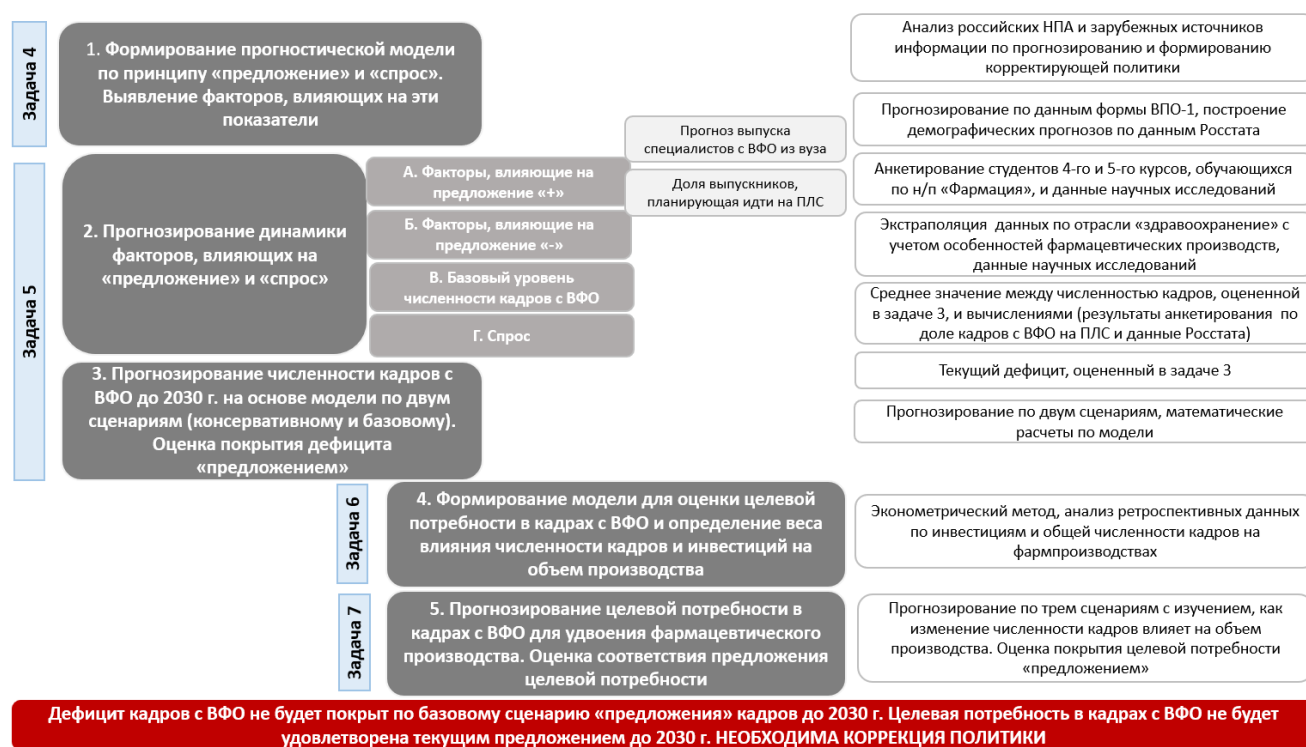 Задача 4
1. Формирование прогностической модели
по принципу «предложение» и «спрос».
Выявление факторов, влияющих на эти
показатели
Анализ российских НПА и зарубежных источников
информации по прогнозированию и формированию
корректирующей политики
Задача 5
2. Прогнозирование динамики
факторов, влияющих на
«предложение» и «спрос»
А. Факторы, влияющие на
предложение «+»
Б. Факторы, влияющие на
предложение «-»
В. Базовый уровень
численности кадров с ВФО
Г. Спрос
Прогноз выпуска
специалистов с ВФО из вуза
Доля выпускников,
планирующая идти на ПЛС
Прогнозирование по данным формы ВПО-1, построение
демографических прогнозов по данным Росстата
Анкетирование студентов 4-го и 5-го курсов, обучающихся
по н/п «Фармация», и данные научных исследований
Экстраполяция данных по отрасли «здравоохранение» с
учетом особенностей фармацевтических производств,
данные научных исследований
Среднее значение между численностью кадров, оцененной
в задаче 3, и вычислениями (результаты анкетирования по
доле кадров с ВФО на ПЛС и данные Росстата)
Текущий дефицит, оцененный в задаче 3
3. Прогнозирование численности кадров с
ВФО до 2030 г. на основе модели по двум
сценариям (консервативному и базовому).
Оценка покрытия дефицита
«предложением»
Прогнозирование по двум сценариям, математические
расчеты по модели
Задача 6
4. Формирование модели для оценки целевой
потребности в кадрах с ВФО и определение веса
влияния численности кадров и инвестиций на
объем производства
Эконометрический метод, анализ ретроспективных данных
по инвестициям и общей численности кадров на
фармпроизводствах
Задача 7
5. Прогнозирование целевой потребности в
кадрах с ВФО для удвоения фармацевтического
производства. Оценка соответствия предложения
целевой потребности
Прогнозирование по трем сценариям с изучением, как
изменение численности кадров влияет на объем
производства. Оценка покрытия целевой потребности
«предложением»
Дефицит кадров с ВФО не будет покрыт по базовому сценарию «предложения» кадров до 2030 г. Целевая потребность в кадрах с ВФО не будет
удовлетворена текущим предложением до 2030 г. НЕОБХОДИМА КОРРЕКЦИЯ ПОЛИТИКИ